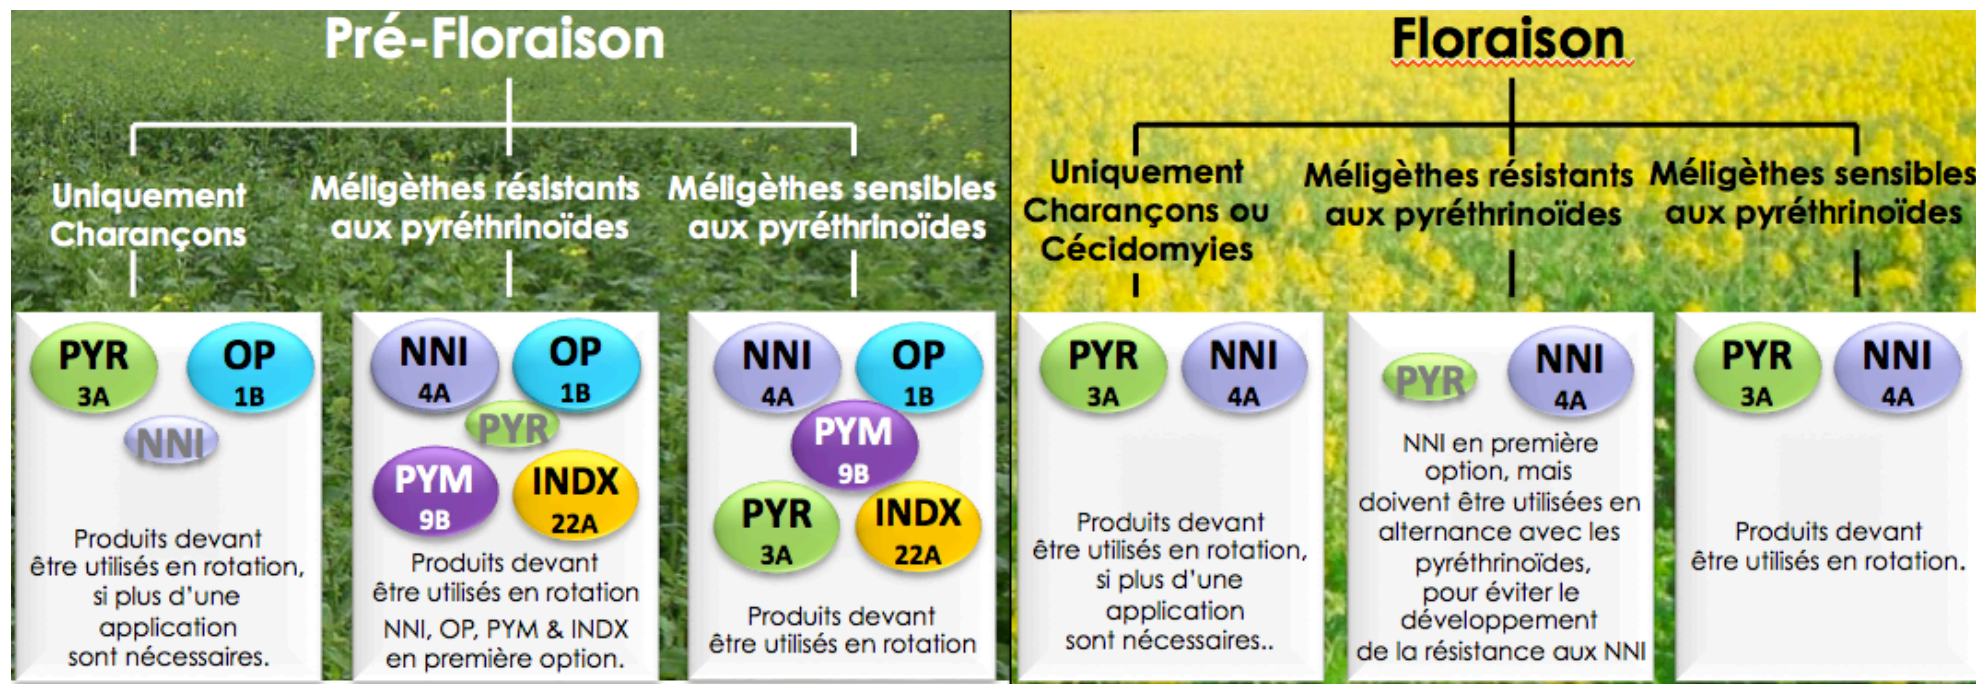 Pré-Floraison
Uniquement
Charançons
PYR
3A
OP
1B
NNI
Produits devant
être utilisés en rotation,
si plus d’une
application
sont nécessaires.
Méligèthes résistants
aux pyréthrinoïdes
NNI
4A
OP
1B
PYR
PYM
9B
INDX
22A
Produits devant
être utilisés en rotation
NNI, OP, PYM & INDX
en première option.
Méligèthes sensibles
aux pyréthrinoïdes
NNI
4A
OP
1B
PYM
9B
PYR
3A
INDX
22A
Produits devant
être utilisés en rotation
Floraison
Uniquement
Charançons ou
Cécidomyies
PYR
3A
NNI
4A
Produits devant
être utilisés en rotation,
si plus d’une
application
sont nécessaires..
Méligèthes résistants
aux pyréthrinoïdes
PYR
NNI
4A
NNI en première
option, mais
doivent être utilisées en
alternance avec les
pyréthrinoïdes,
pour éviter le
développement
de la résistance aux NNI
Méligèthes sensibles
aux pyréthrinoïdes
PYR
3A
NNI
4A
Produits devant
être utilisés en rotation.